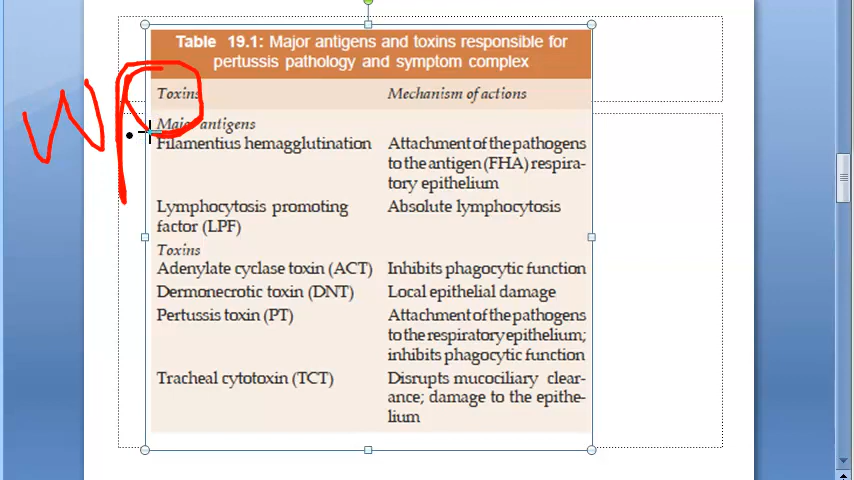 Table 19.1: Major antigens and toxins responsible for
pertussis pathology and symptom complex
Toxins Mechanism of actions
Major antigens
Filamentius hemagglutination Attachment of the pathogens
to the antigen (FHA) respira-
tory epithelium
Lymphocytosis promoting Absolute lymphocytosis
factor (LPF)
Toxins
Adenylate cyclase toxin (ACT) Inhibits phagocytic function
Dermonecrotic toxin (DNT) Local epithelial damage
Pertussis toxin (PT) Attachment of the pathogens
to the respiratory epithelium;
inhibits phagocytic function
Tracheal cytotoxin (TCT) Disrupts mucociliary clear-
ance; damage to the epithe-
lium
WP